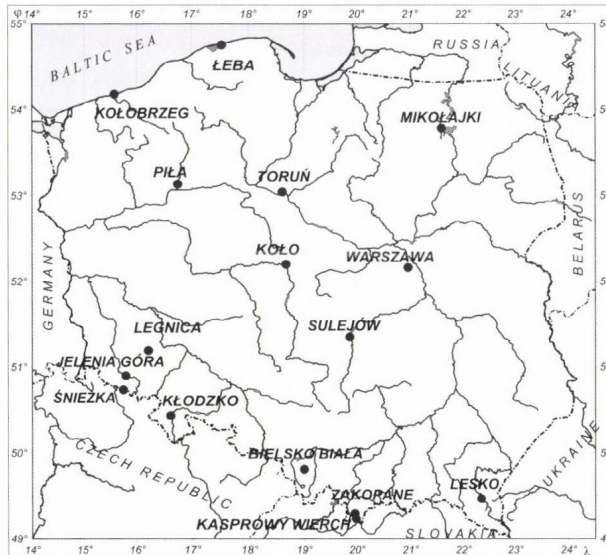 φ 14° 15° 16° 17° 18° 19° 20° 21° 22° 23° 24° φ
55°
BALTIC SEA
RUSSIA
ŁEBA
LITUANIA
54°
KOŁOBRZEG
MIKOŁAJKI
PIŁA
TORUŃ
53°
BELARUS
KOŁO
WARSZAWA
52°
GERMANY
LEGNICA
SULEJÓW
51°
JELENIA GÓRA
ŚNIEŻKA
KŁODZKO
50°
BIELSKO BIAŁA
UKRAINE
CZECH REPUBLIC
ZAKOPANE
LESKO
KASPROWY WIERCH
SLOVAKIA
49°
14° 15° 16° 17° 18° 19° 20° 21° 22° 23° λ